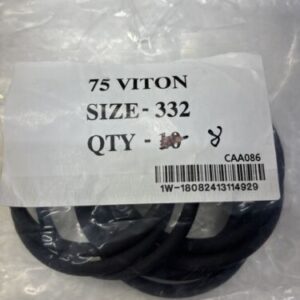 75 VITON
SIZE- 332
QTY - 10 8
CAA086
1W-18082413114929